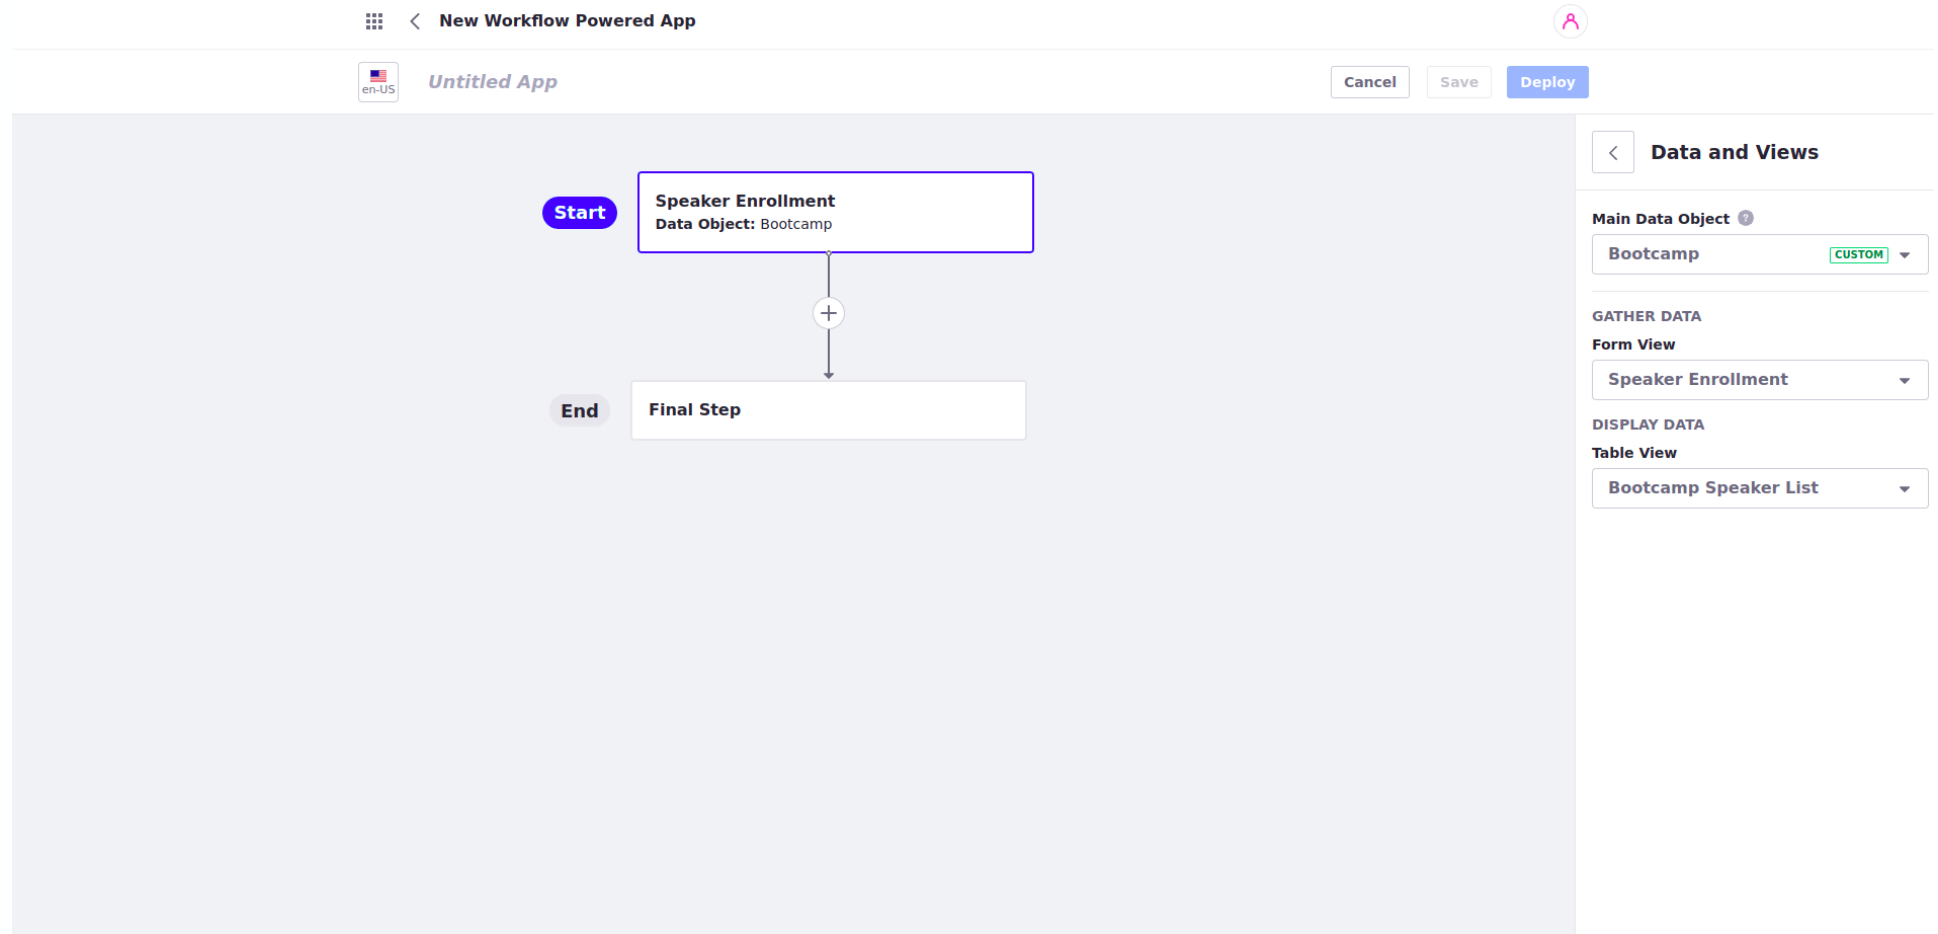 New Workflow Powered App
en-US
Untitled App
Cancel
Save
Deploy
Data and Views
Start
Speaker Enrollment
Data Object: Bootcamp
Main Data Object ?
Bootcamp CUSTOM
GATHER DATA
Form View
Speaker Enrollment
End
Final Step
DISPLAY DATA
Table View
Bootcamp Speaker List